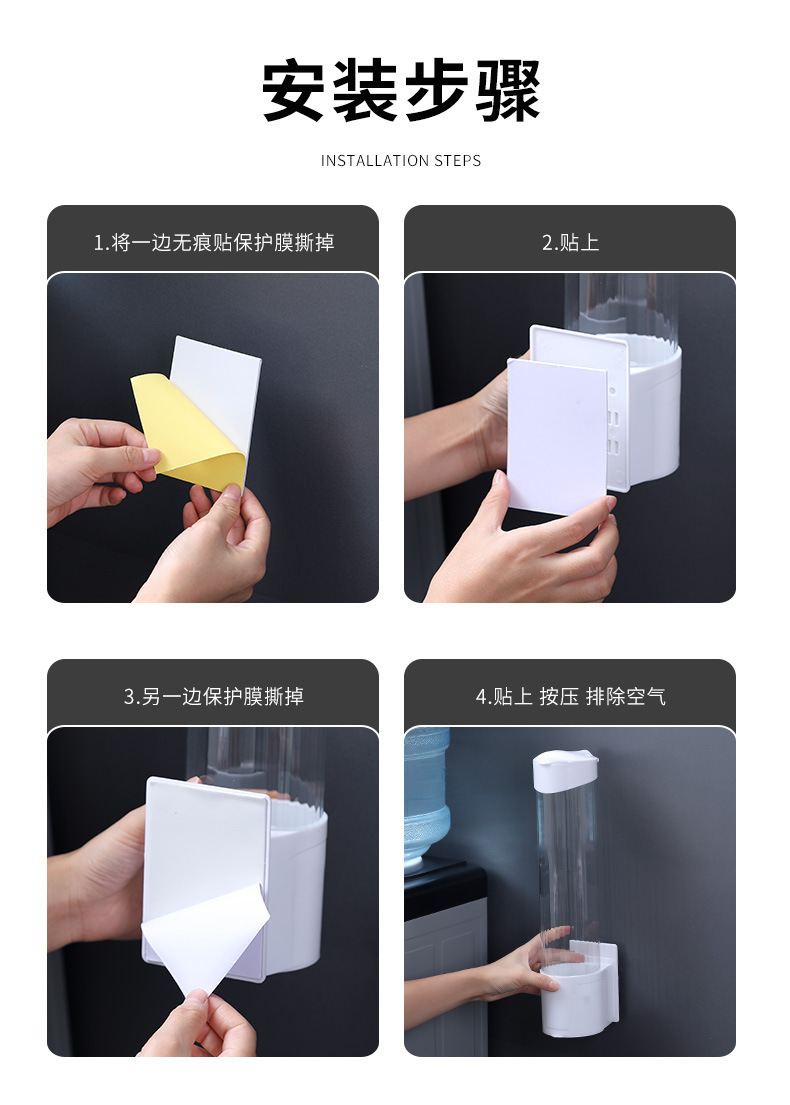 安装步骤
INSTALLATION STEPS
1.将一边无痕贴保护膜撕掉
2.贴上
3.另一边保护膜撕掉
4.贴上 按压 排除空气